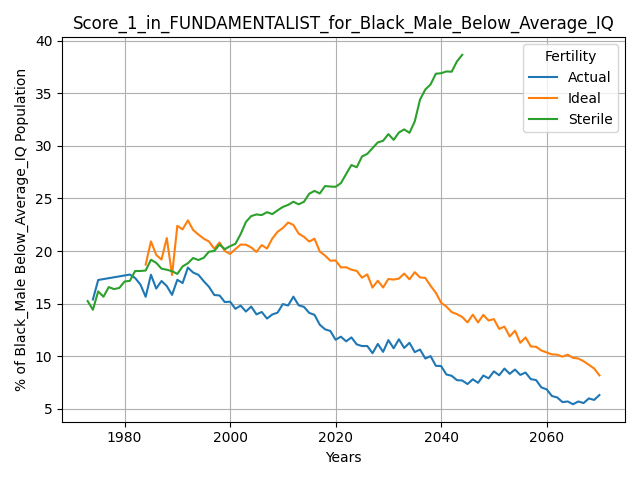 Score_1_in_FUNDAMENTALIST_for_Black_Male_Below_Average_IQ
% of Black_Male Below_Average_IQ Population
40
35
30
25
20
15
10
5
Fertility
Actual
Ideal
Sterile
1980
2000
2020
2040
2060
Years